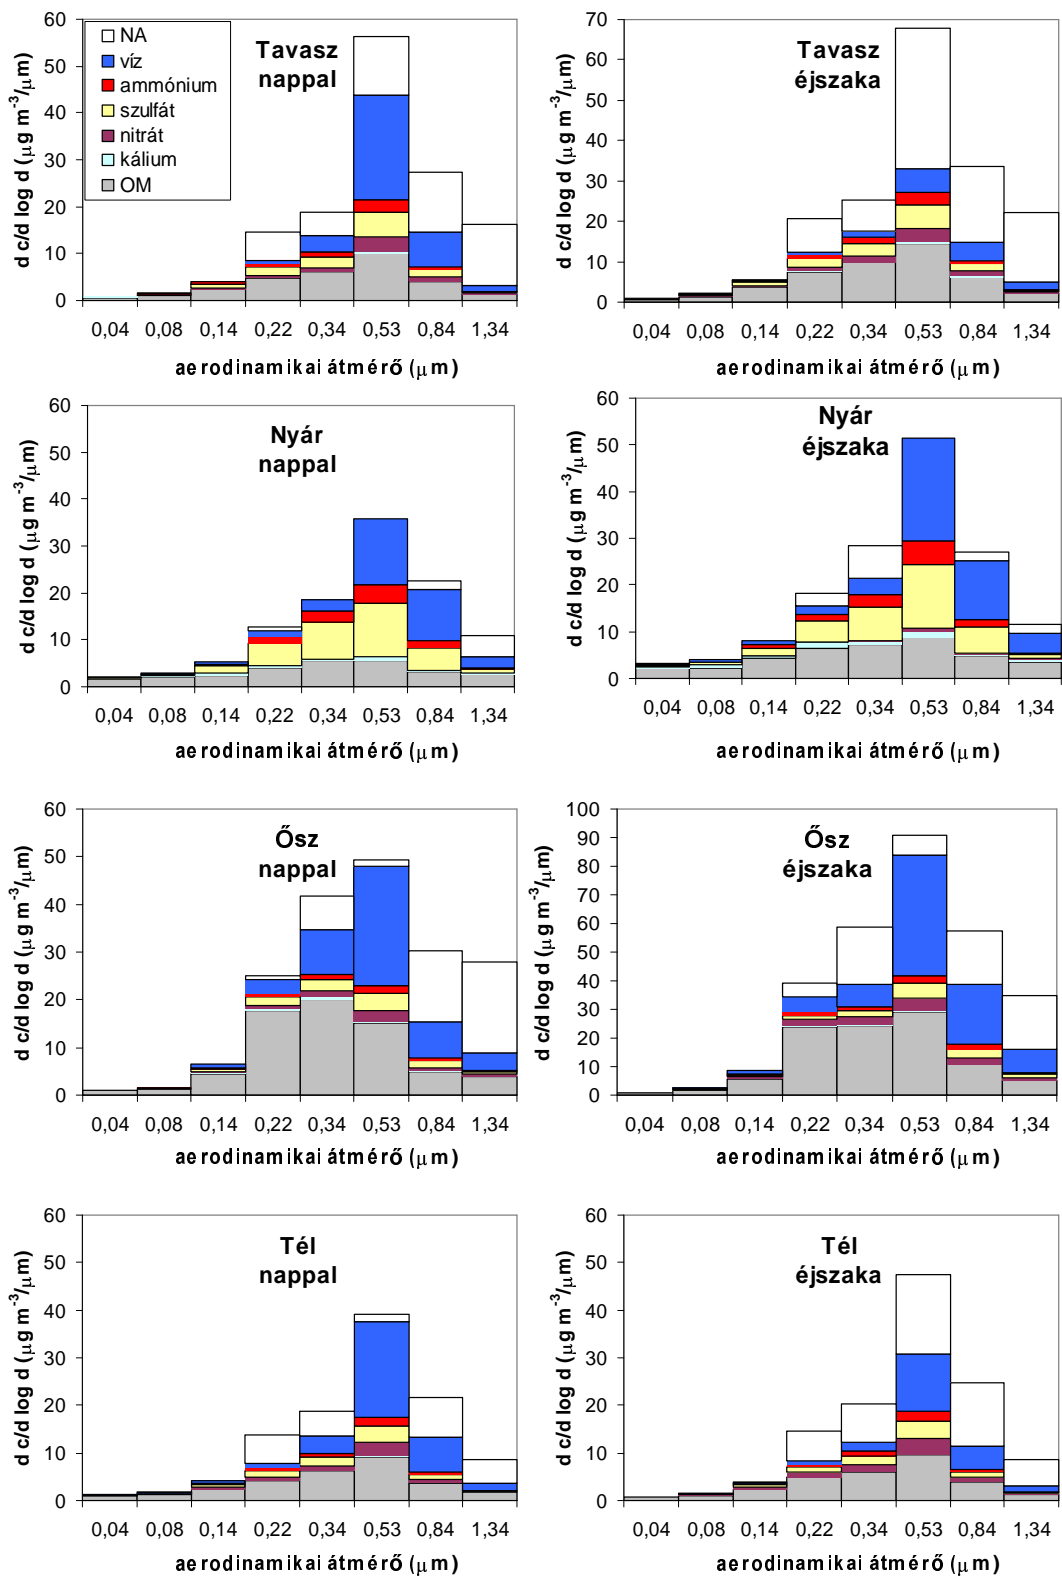 Tavasz
nappal
NA
víz
ammónium
szulfát
nitrát
kálium
OM
60
50
40
30
20
10
0
d c/d log d (μg m-3/μm)
0,04 0,08 0,14 0,22 0,34 0,53 0,84 1,34
aerodinamikai átmérő (μm)
Tavasz
éjszaka
70
60
50
40
30
20
10
0
d c/d log d (μg m-3/μm)
0,04 0,08 0,14 0,22 0,34 0,53 0,84 1,34
aerodinamikai átmérő (μm)
Nyár
nappal
60
50
40
30
20
10
0
d c/d log d (μg m-3/μm)
0,04 0,08 0,14 0,22 0,34 0,53 0,84 1,34
aerodinamikai átmérő (μm)
Nyár
éjszaka
60
50
40
30
20
10
0
d c/d log d (μg m-3/μm)
0,04 0,08 0,14 0,22 0,34 0,53 0,84 1,34
aerodinamikai átmérő (μm)
Ősz
nappal
60
50
40
30
20
10
0
d c/d log d (μg m-3/μm)
0,04 0,08 0,14 0,22 0,34 0,53 0,84 1,34
aerodinamikai átmérő (μm)
Ősz
éjszaka
100
90
80
70
60
50
40
30
20
10
0
d c/d log d (μg m-3/μm)
0,04 0,08 0,14 0,22 0,34 0,53 0,84 1,34
aerodinamikai átmérő (μm)
Tél
nappal
60
50
40
30
20
10
0
d c/d log d (μg m-3/μm)
0,04 0,08 0,14 0,22 0,34 0,53 0,84 1,34
aerodinamikai átmérő (μm)
Tél
éjszaka
60
50
40
30
20
10
0
d c/d log d (μg m-3/μm)
0,04 0,08 0,14 0,22 0,34 0,53 0,84 1,34
aerodinamikai átmérő (μm)